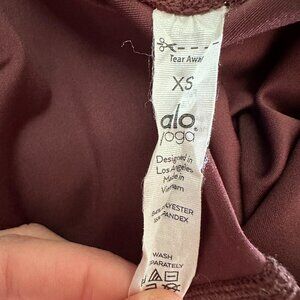 Tear Away
XS
alo
yoga®
Designed in
Los Angeles
Made in
Vietnam
POLYESTER
SPANDEX
WASH
SEPARATELY